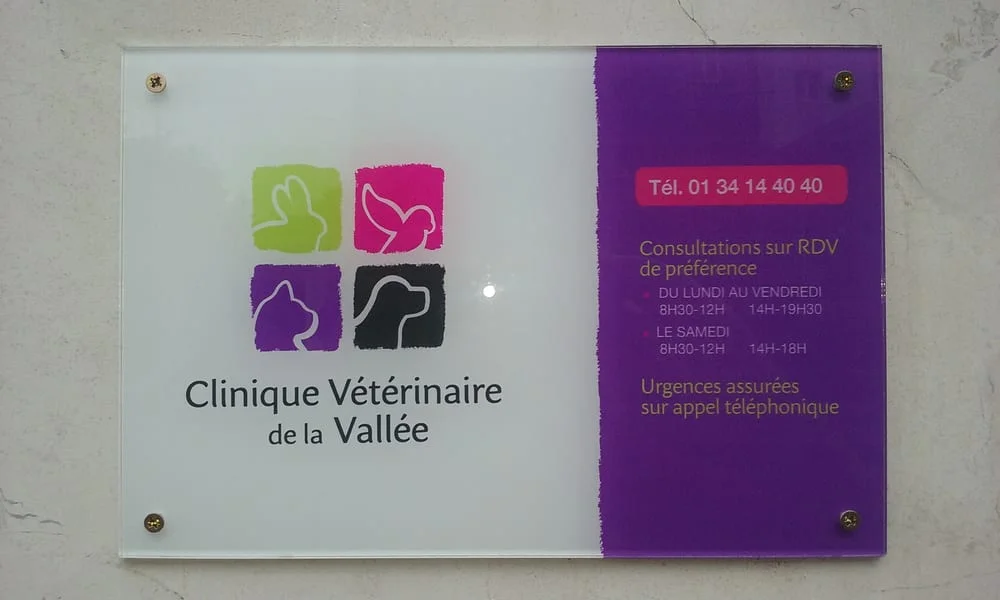 Clinique Vétérinaire
de la Vallée
Tél. 01 34 14 40 40
Consultations sur RDV
de préférence
DU LUNDI AU VENDREDI
8H30-12H 14H-19H30
LE SAMEDI
8H30-12H 14H-18H
Urgences assurées
sur appel téléphonique